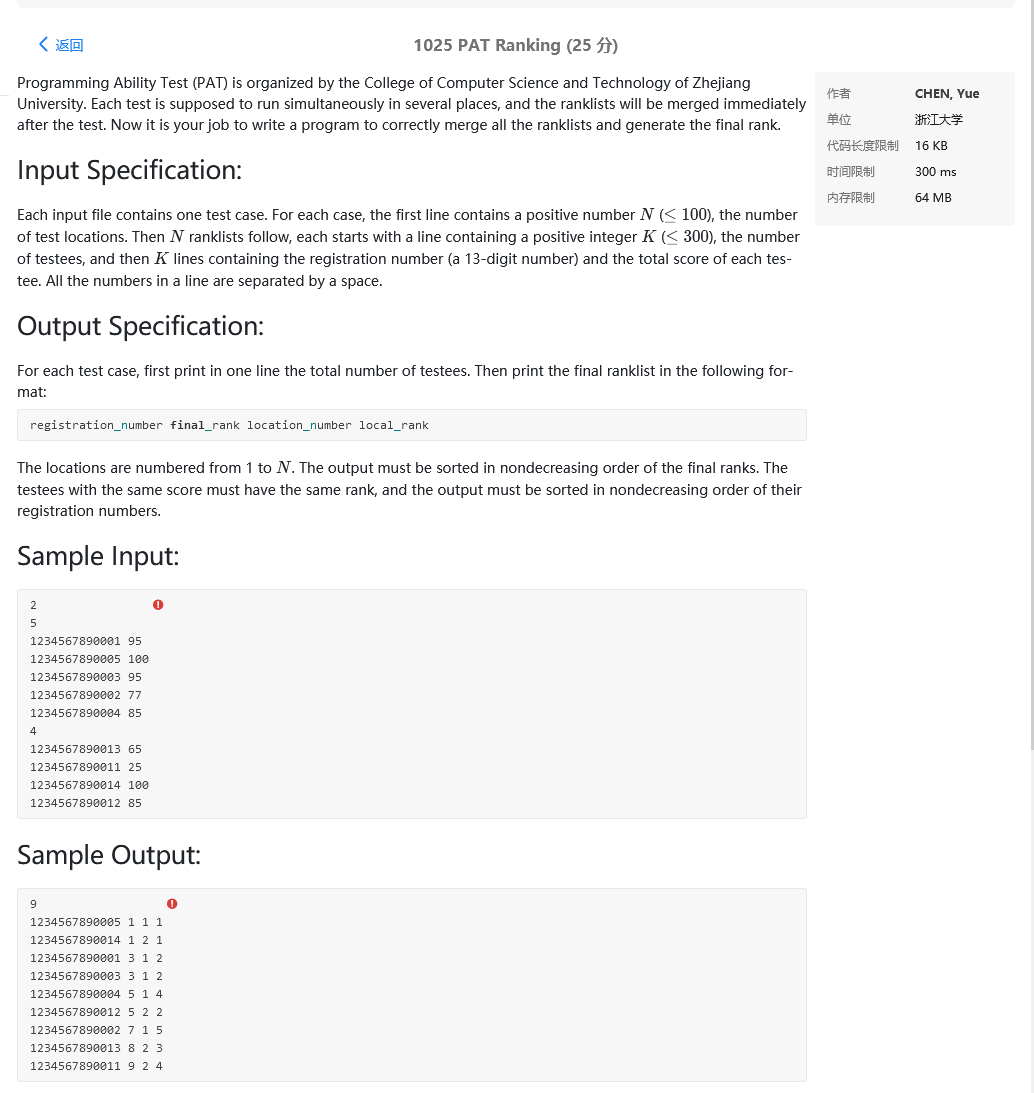 返回
1025 PAT Ranking (25 分)
Programming Ability Test (PAT) is organized by the College of Computer Science and Technology of Zhejiang
University. Each test is supposed to run simultaneously in several places, and the ranklists will be merged immediately
after the test. Now it is your job to write a program to correctly merge all the ranklists and generate the final rank.
作者 CHEN, Yue
单位 浙江大学
代码长度限制 16 KB
时间限制 300 ms
内存限制 64 MB
Input Specification:
Each input file contains one test case. For each case, the first line contains a positive number N (≤ 100), the number
of test locations. Then N ranklists follow, each starts with a line containing a positive integer K (≤ 300), the number
of testees, and then K lines containing the registration number (a 13-digit number) and the total score of each tes-
tee. All the numbers in a line are separated by a space.
Output Specification:
For each test case, first print in one line the total number of testees. Then print the final ranklist in the following for-
mat:
registration_number final_rank location_number local_rank
The locations are numbered from 1 to N. The output must be sorted in nondecreasing order of the final ranks. The
testees with the same score must have the same rank, and the output must be sorted in nondecreasing order of their
registration numbers.
Sample Input:
2
5
1234567890001 95
1234567890005 100
1234567890003 95
1234567890002 77
1234567890004 85
4
1234567890013 65
1234567890011 25
1234567890014 100
1234567890012 85
Sample Output:
9
1234567890005 1 1 1
1234567890014 1 2 1
1234567890001 3 1 2
1234567890003 3 1 2
1234567890004 5 1 4
1234567890012 5 2 2
1234567890002 7 1 5
1234567890013 8 2 3
1234567890011 9 2 4